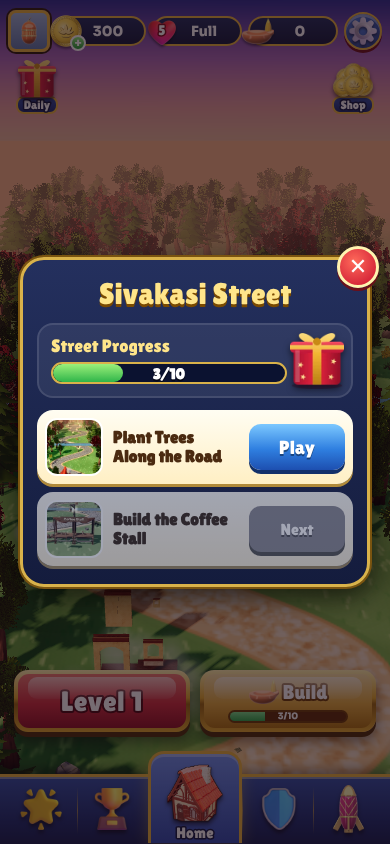 300
5
Full
0
Daily
Shop
Sivakasi Street
Street Progress
3/10
Plant Trees
Along the Road
Play
Build the Coffee
Stall
Next
Level 1
Build
3/10
Home